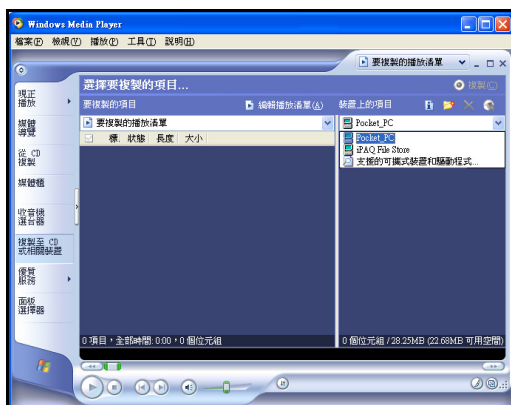 Windows Media Player
檔案(F) 檢視(V) 播放(P) 工具(T) 說明(H)
要複製的播放清單
選擇要複製的項目... 複製(C)
要複製的項目 編輯播放清單(A) 裝置上的項目
要複製的播放清單 Pocket_PC
標. 狀態 長度 大小
Pocket_PC
iPAQ File Store
支援的可攜式裝置和驅動程式...
現正
播放
媒體
導覽
從 CD
複製
媒體櫃
收音機
選台器
複製至 CD
或相關裝置
優質
服務
面板
選擇器
0 項目，全部時間: 0:00，0 個位元組 0 個位元組 / 28.25MB (22.68MB 可用空間)